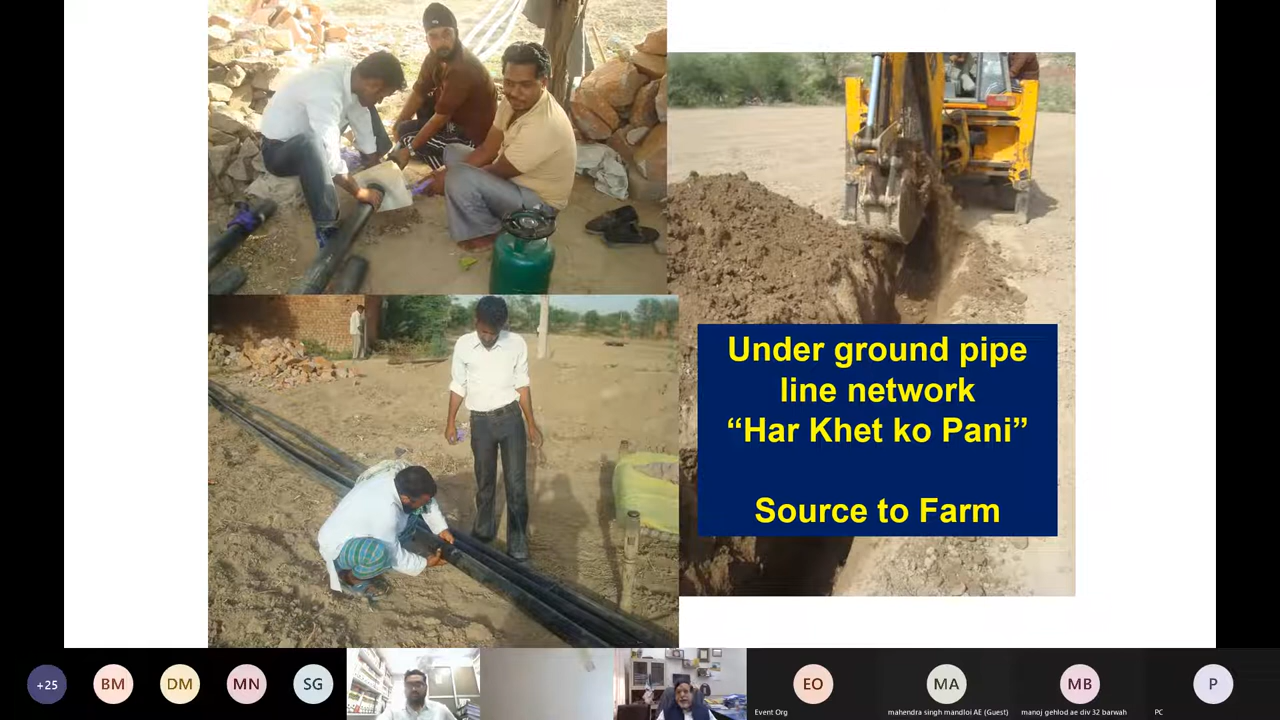 Under ground pipe
line network
“Har Khet ko Pani”
Source to Farm
+25
BM
DM
MN
SG
EO
MA
MB
P
Event Org
mahendra singh mandloi AE (Guest)
manoj gehlod ae div 32 barwah
PC